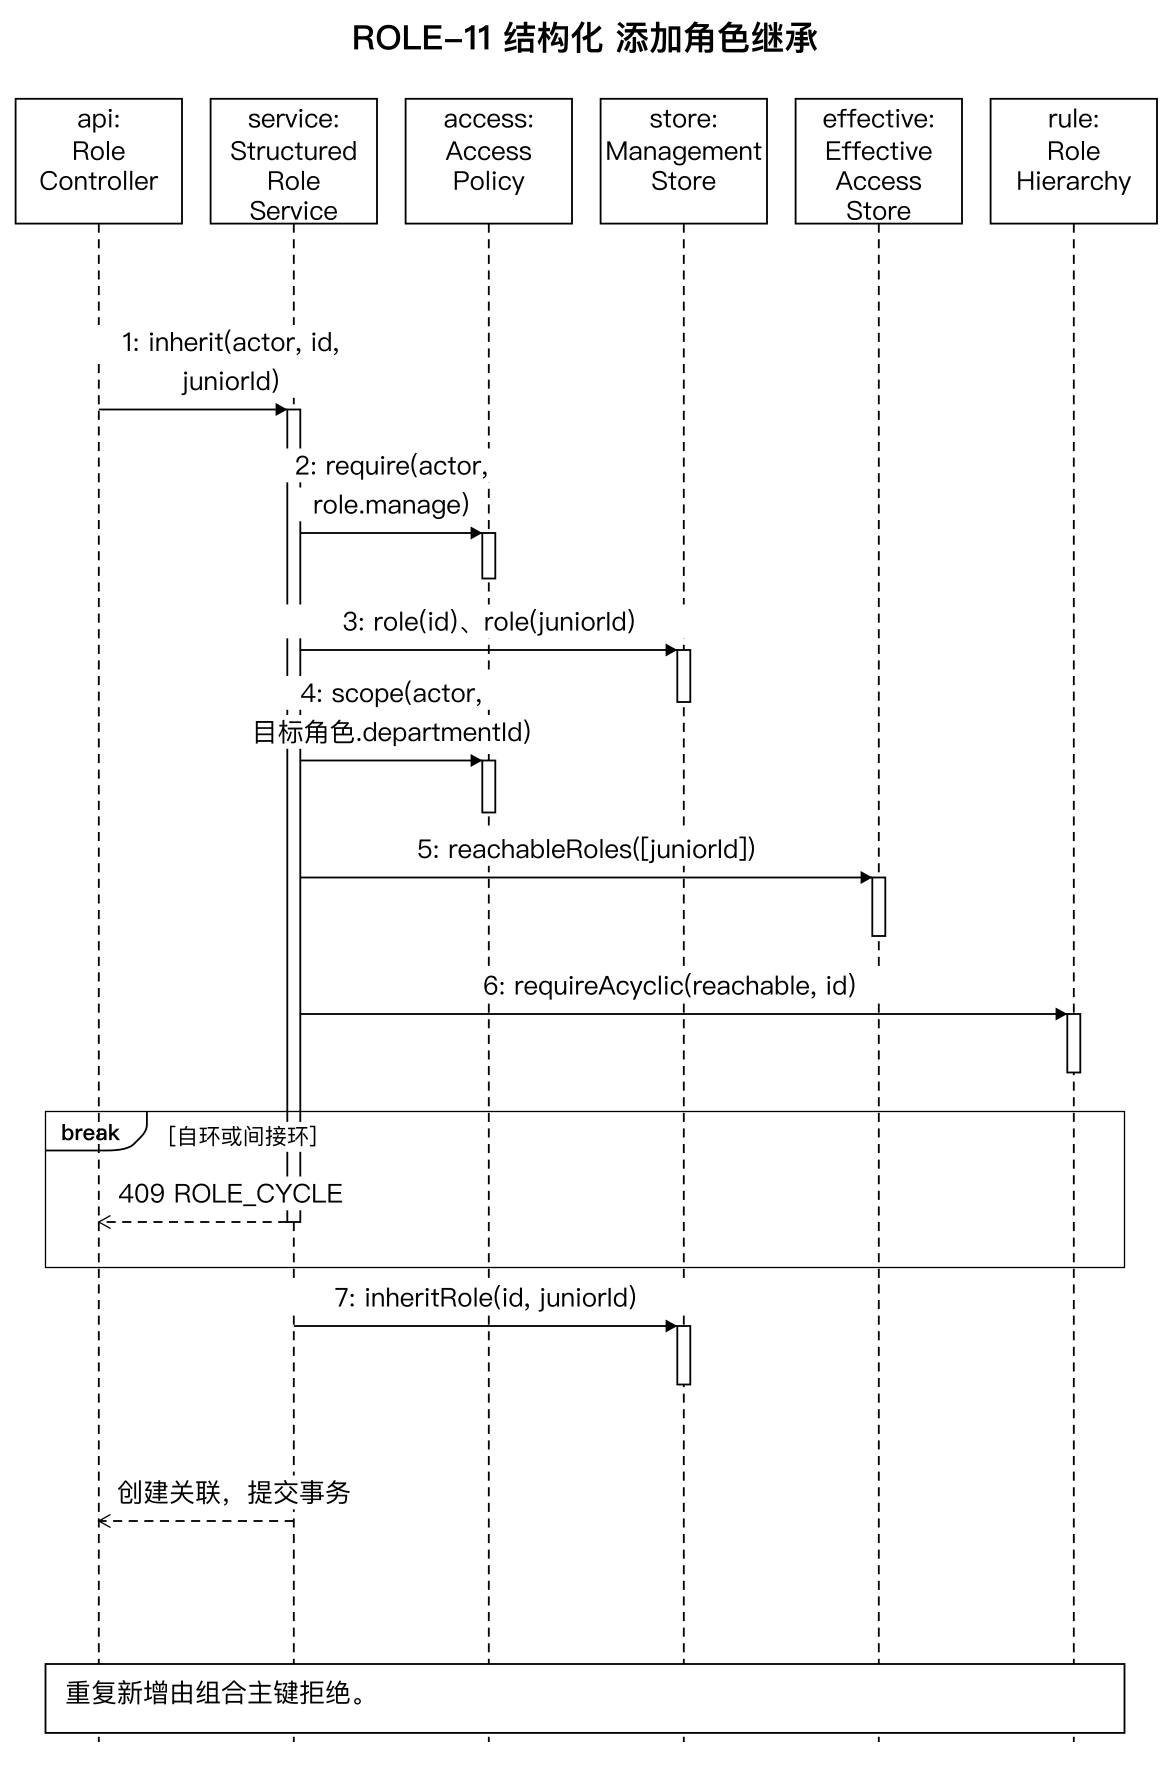 ROLE-11 结构化 添加角色继承
api:
Role
Controller
service:
Structured
Role
Service
access:
Access
Policy
store:
Management
Store
effective:
Effective
Access
Store
rule:
Role
Hierarchy
1: inherit(actor, id,
juniorId)
2: require(actor,
role.manage)
3: role(id)、role(juniorId)
4: scope(actor,
目标角色.departmentId)
5: reachableRoles([juniorId])
6: requireAcyclic(reachable, id)
break
[自环或间接环]
409 ROLE_CYCLE
7: inheritRole(id, juniorId)
创建关联，提交事务
重复新增由组合主键拒绝。